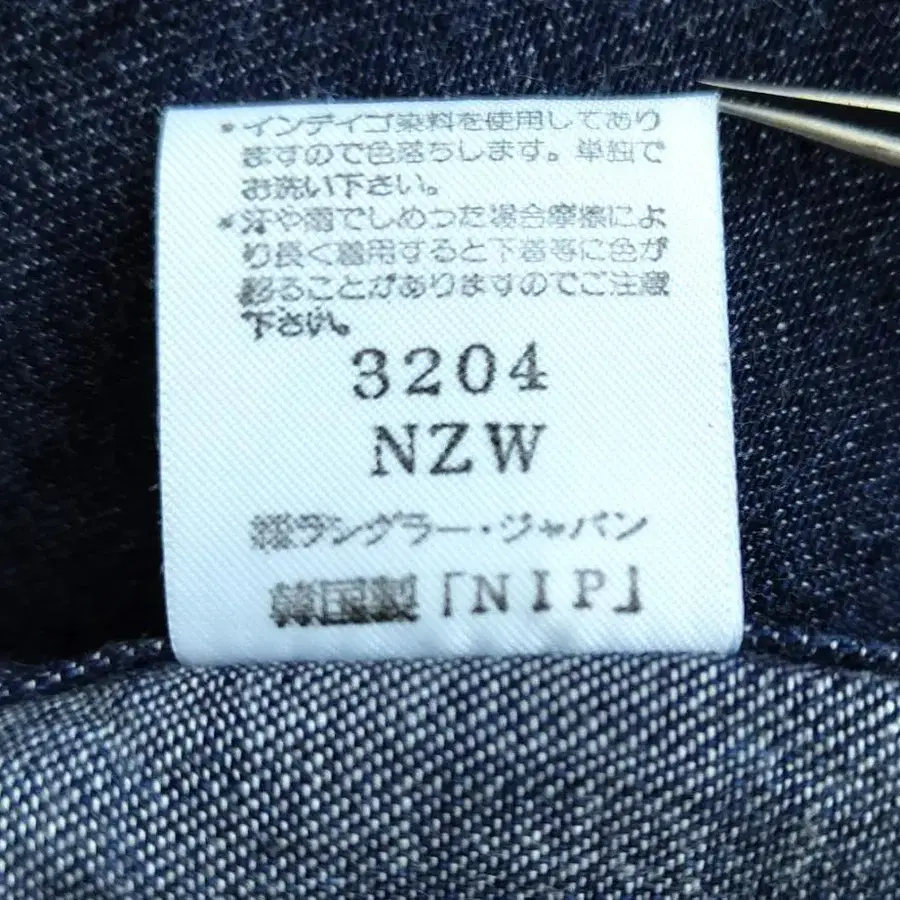 ・インディゴ染料を使用してあり
ますので色落ちします。単独で
お洗い下さい。
・汗や雨でしめった場合摩擦によ
り長く着用すると下着等に色が
移ることがありますのでご注意
下さい。
3204
NZW
㈱ラングラー・ジャパン
韓国製「NIP」